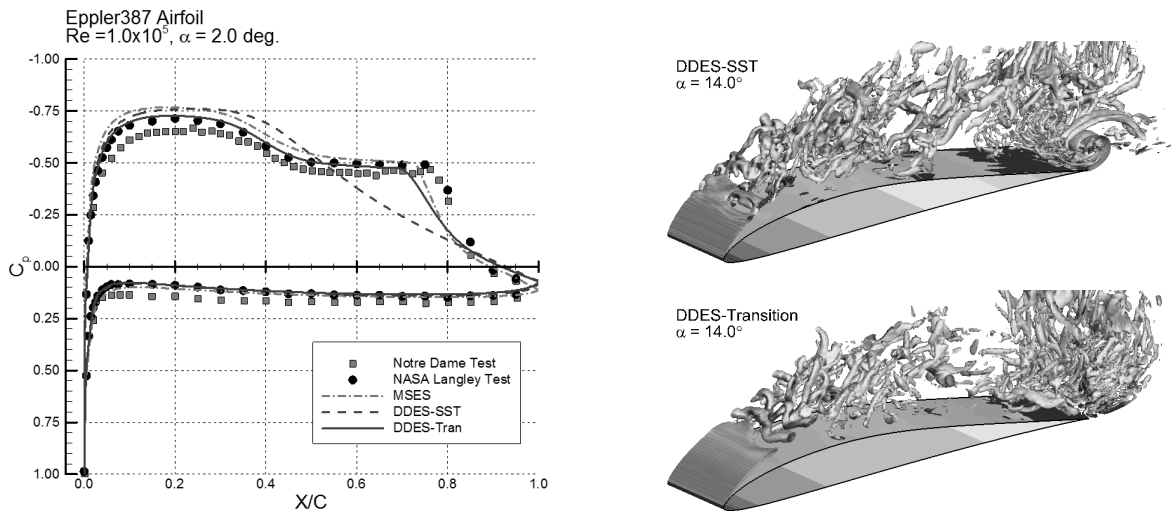 Eppler387 Airfoil
Re =1.0x10⁵, α = 2.0 deg.
-1.00
-0.75
-0.50
-0.25
0.00
0.25
0.50
0.75
1.00
Cp
0.0
0.2
0.4
0.6
0.8
1.0
X/C
Notre Dame Test
NASA Langley Test
MSES
DDES-SST
DDES-Tran
DDES-SST
α = 14.0°
DDES-Transition
α = 14.0°